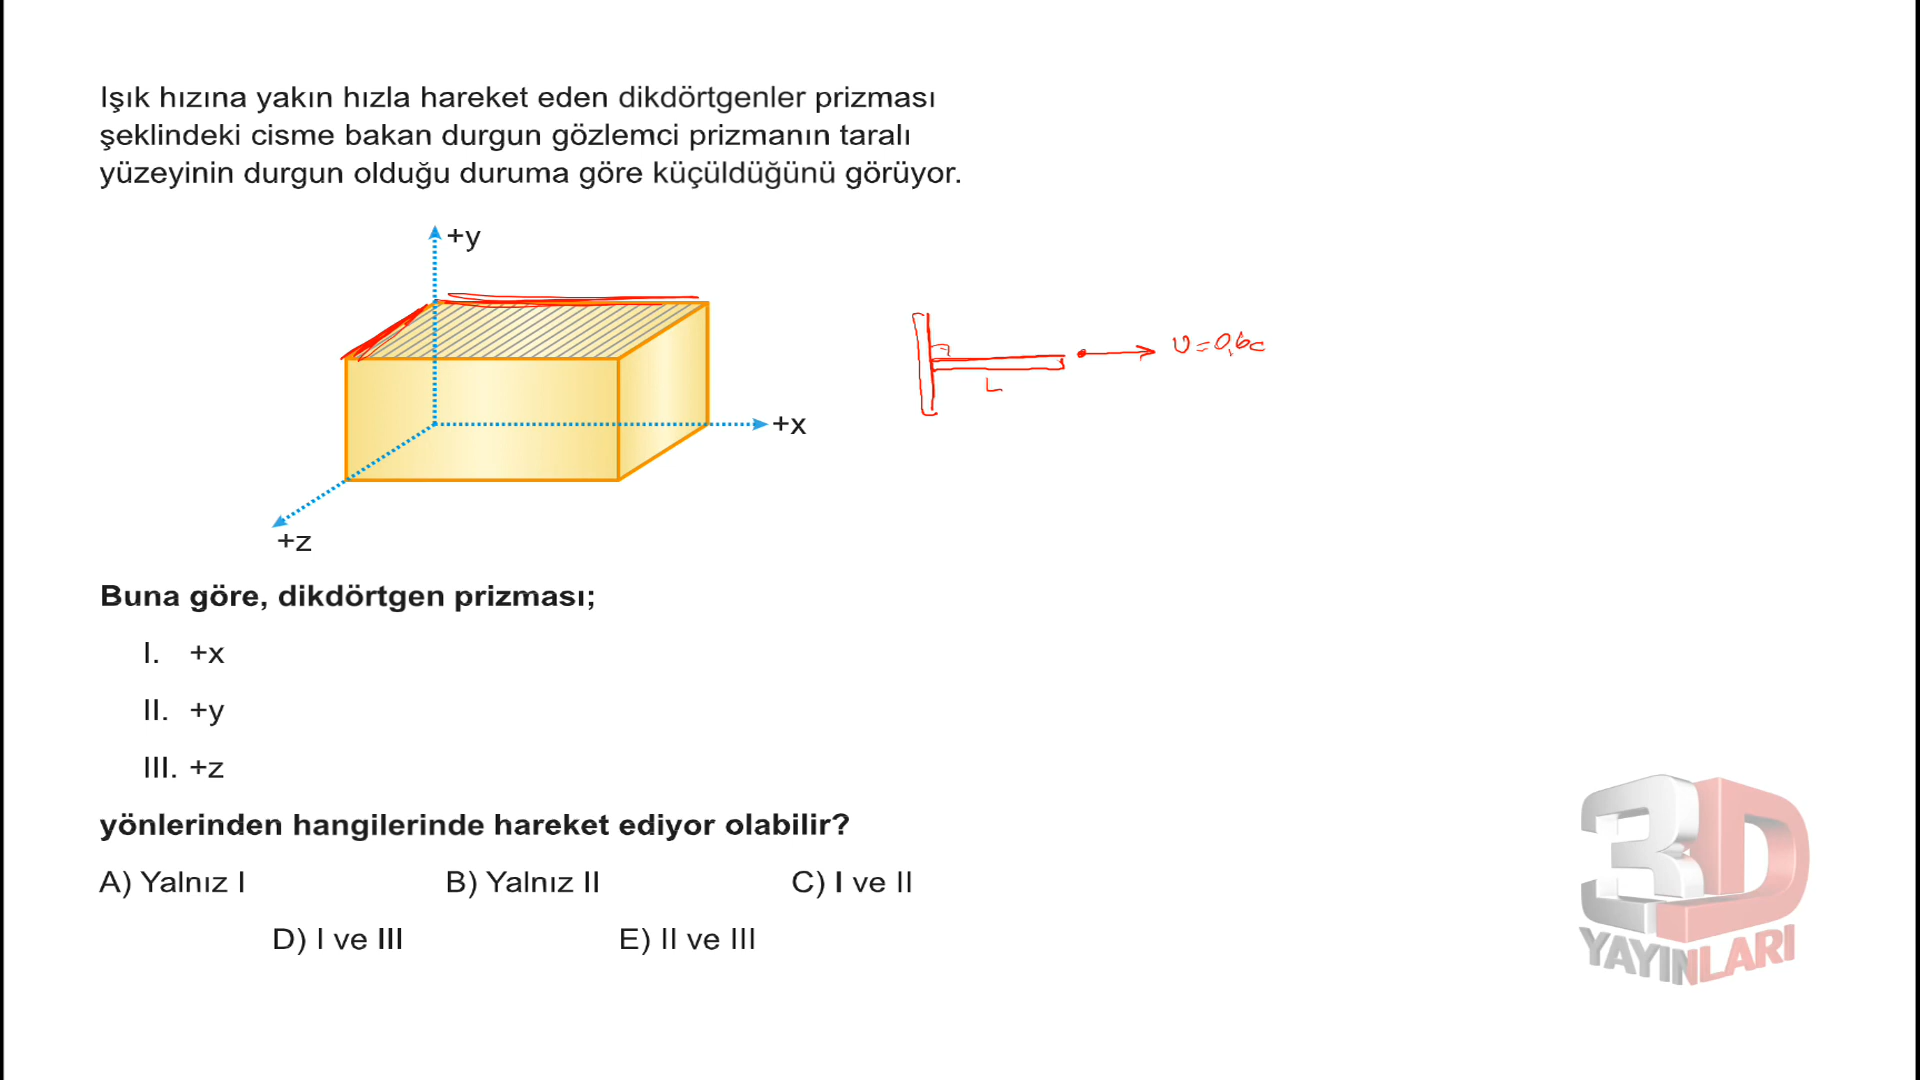 Işık hızına yakın hızla hareket eden dikdörtgenler prizması
şeklindeki cisme bakan durgun gözlemci prizmanın taralı
yüzeyinin durgun olduğu duruma göre küçüldüğünü görüyor.
+y
+x
+z
L
υ=0,6c
Buna göre, dikdörtgen prizması;
I. +x
II. +y
III. +z
yönlerinden hangilerinde hareket ediyor olabilir?
A) Yalnız I B) Yalnız II C) I ve II
D) I ve III E) II ve III
3D
YAYINLARI